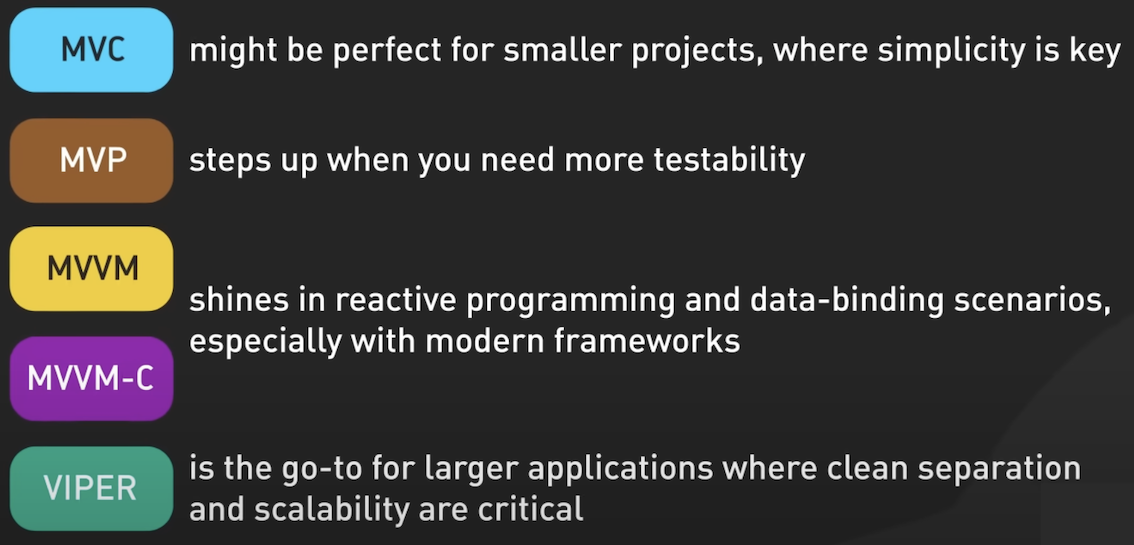 MVC
might be perfect for smaller projects, where simplicity is key
MVP
steps up when you need more testability
MVVM
shines in reactive programming and data-binding scenarios,
especially with modern frameworks
MVVM-C
VIPER
is the go-to for larger applications where clean separation
and scalability are critical